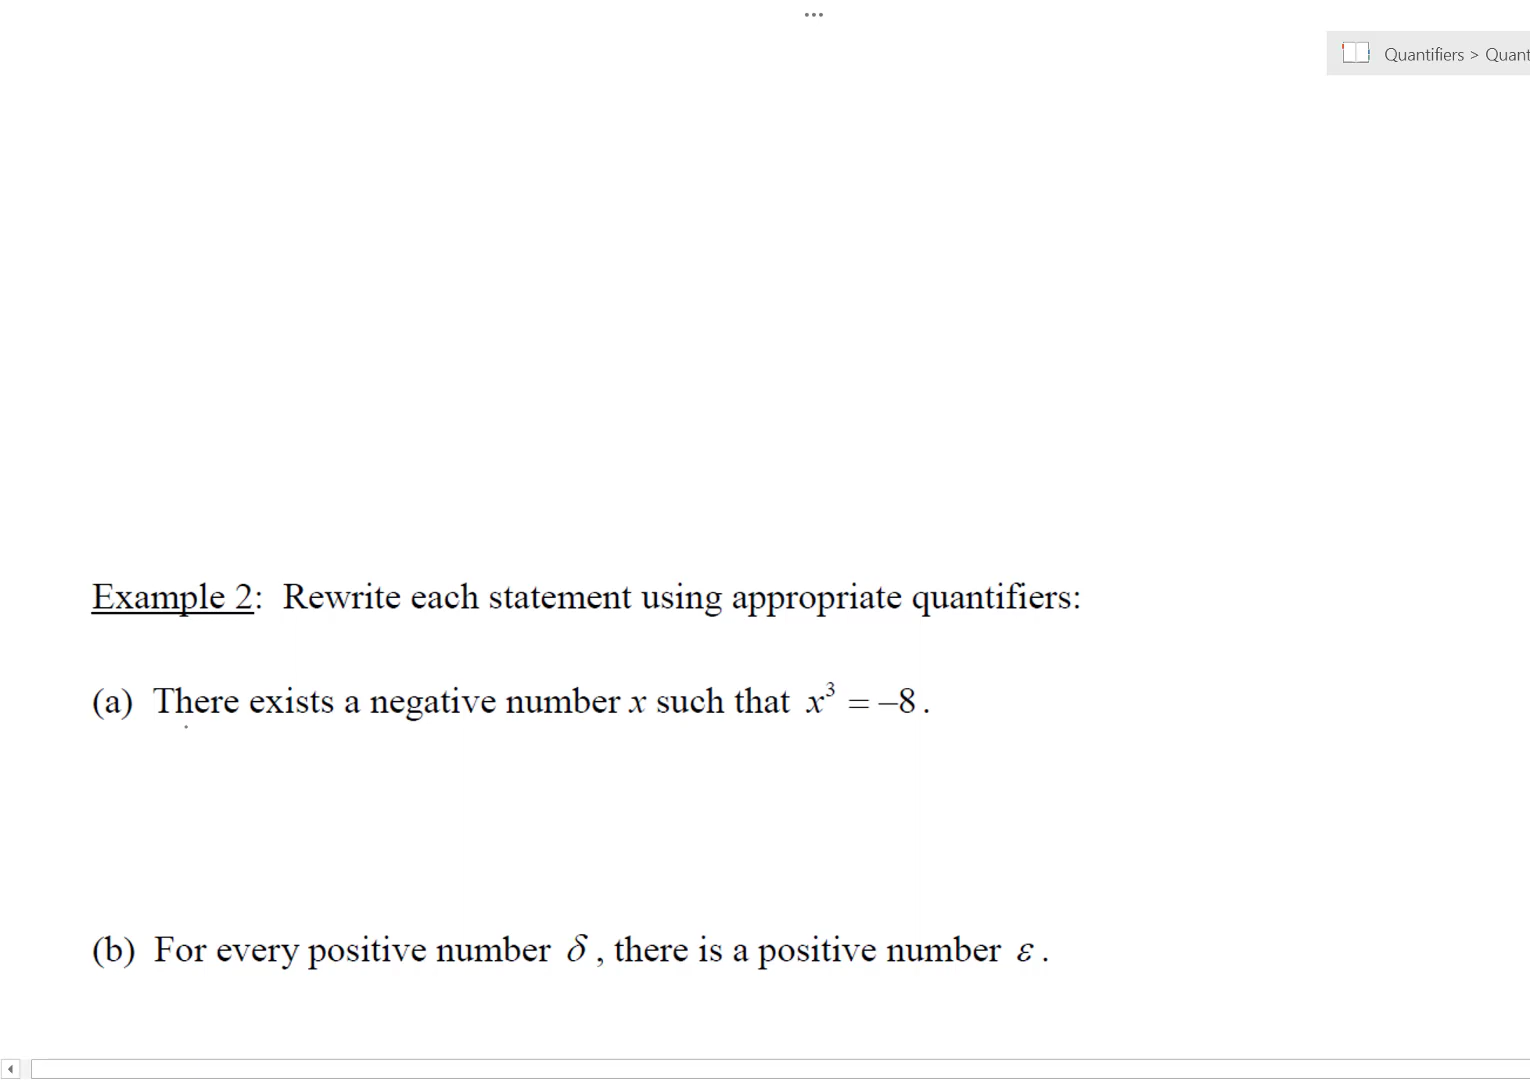 ...
Quantifiers > Quant
Example 2: Rewrite each statement using appropriate quantifiers:
(a) There exists a negative number x such that x³ = –8.
(b) For every positive number δ, there is a positive number ε.